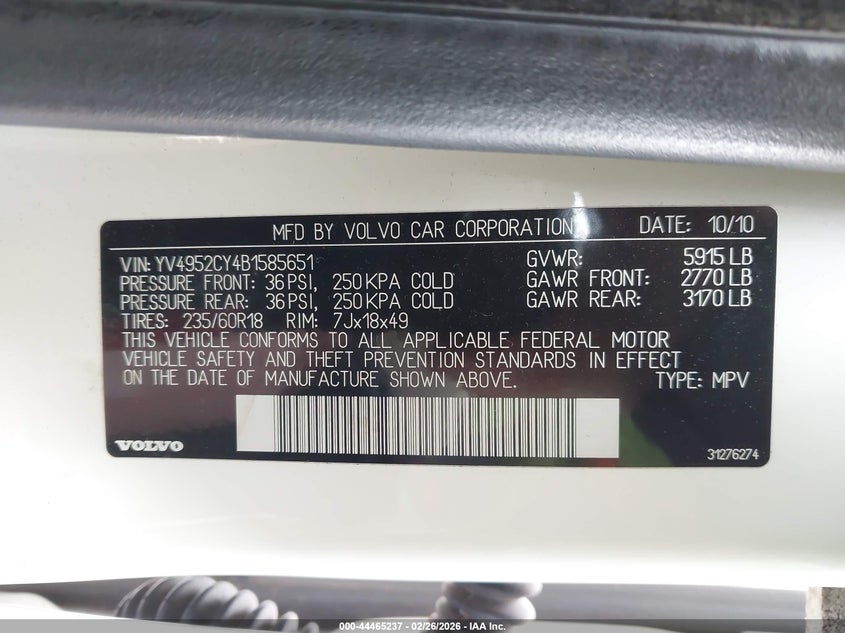 MFD BY VOLVO CAR CORPORATION DATE: 10/10
VIN: YV4952CY4B1585651 GVWR: 5915 LB
PRESSURE FRONT: 36 PSI, 250 KPA COLD GAWR FRONT: 2770 LB
PRESSURE REAR: 36 PSI, 250 KPA COLD GAWR REAR: 3170 LB
TIRES: 235/60R18 RIM: 7Jx18x49
THIS VEHICLE CONFORMS TO ALL APPLICABLE FEDERAL MOTOR
VEHICLE SAFETY AND THEFT PREVENTION STANDARDS IN EFFECT
ON THE DATE OF MANUFACTURE SHOWN ABOVE. TYPE: MPV
VOLVO 31276274
000-44465237 - 02/26/2026 - IAA Inc.